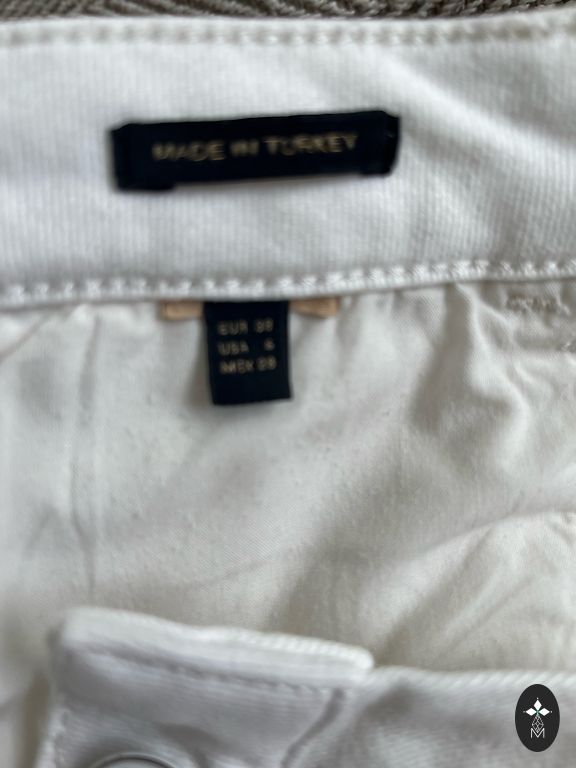 MADE IN TURKEY
EUR 38
USA 6
MEX 28
M